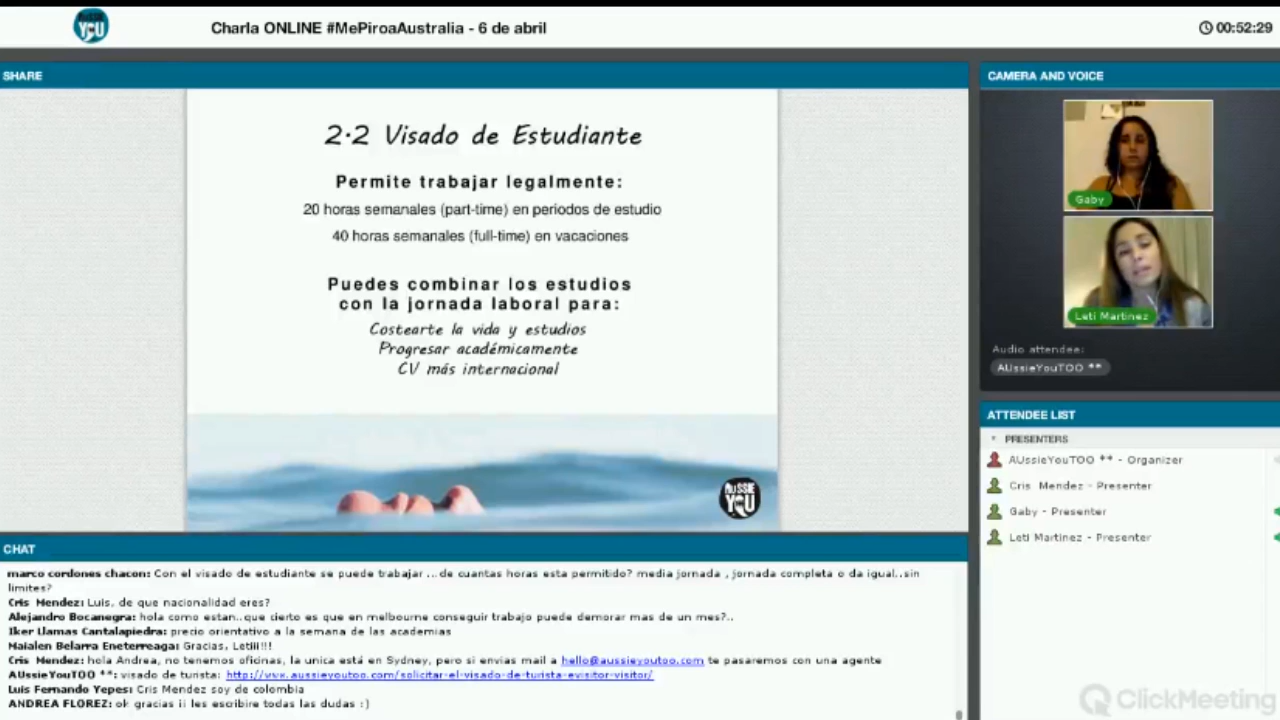 AUSSIE
YOU
Charla ONLINE #MePiroaAustralia - 6 de abril
00:52:29
SHARE
2.2 Visado de Estudiante
Permite trabajar legalmente:
20 horas semanales (part-time) en periodos de estudio
40 horas semanales (full-time) en vacaciones
Puedes combinar los estudios
con la jornada laboral para:
Costearte la vida y estudios
Progresar académicamente
CV más internacional
AUSSIE
YOU
CAMERA AND VOICE
Gaby
Leti Martinez
Audio attendee:
AUssieYouTOO **
ATTENDEE LIST
PRESENTERS
AUssieYouTOO ** - Organizer
Cris Mendez - Presenter
Gaby - Presenter
Leti Martinez - Presenter
CHAT
marco cordones chacon: Con el visado de estudiante se puede trabajar ...de cuantas horas esta permitido? media jornada , jornada completa o da igual..sin
limites?
Cris Mendez: Luis, de que nacionalidad eres?
Alejandro Bocanegra: hola como estan..que cierto es que en melbourne conseguir trabajo puede demorar mas de un mes?..
Iker Llamas Cantalapiedra: precio orientativo a la semana de las academias
Maialen Belarra Eneterreaga: Gracias, Letiii!!!
Cris Mendez: hola Andrea, no tenemos oficinas, la unica está en Sydney, pero si envias mail a hello@aussieyoutoo.com te pasaremos con una agente
AUssieYouTOO **: visado de turista: http://www.aussieyoutoo.com/solicitar-el-visado-de-turista-evisitor-visitor/
Luis Fernando Yepes: Cris Mendez soy de colombia
ANDREA FLOREZ: ok gracias ¡¡ les escribire todas las dudas :)
ClickMeeting